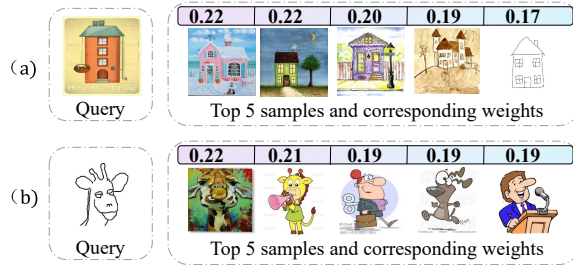 (a)
0.22 0.22 0.20 0.19 0.17
Query
Top 5 samples and corresponding weights
(b)
0.22 0.21 0.19 0.19 0.19
Query
Top 5 samples and corresponding weights